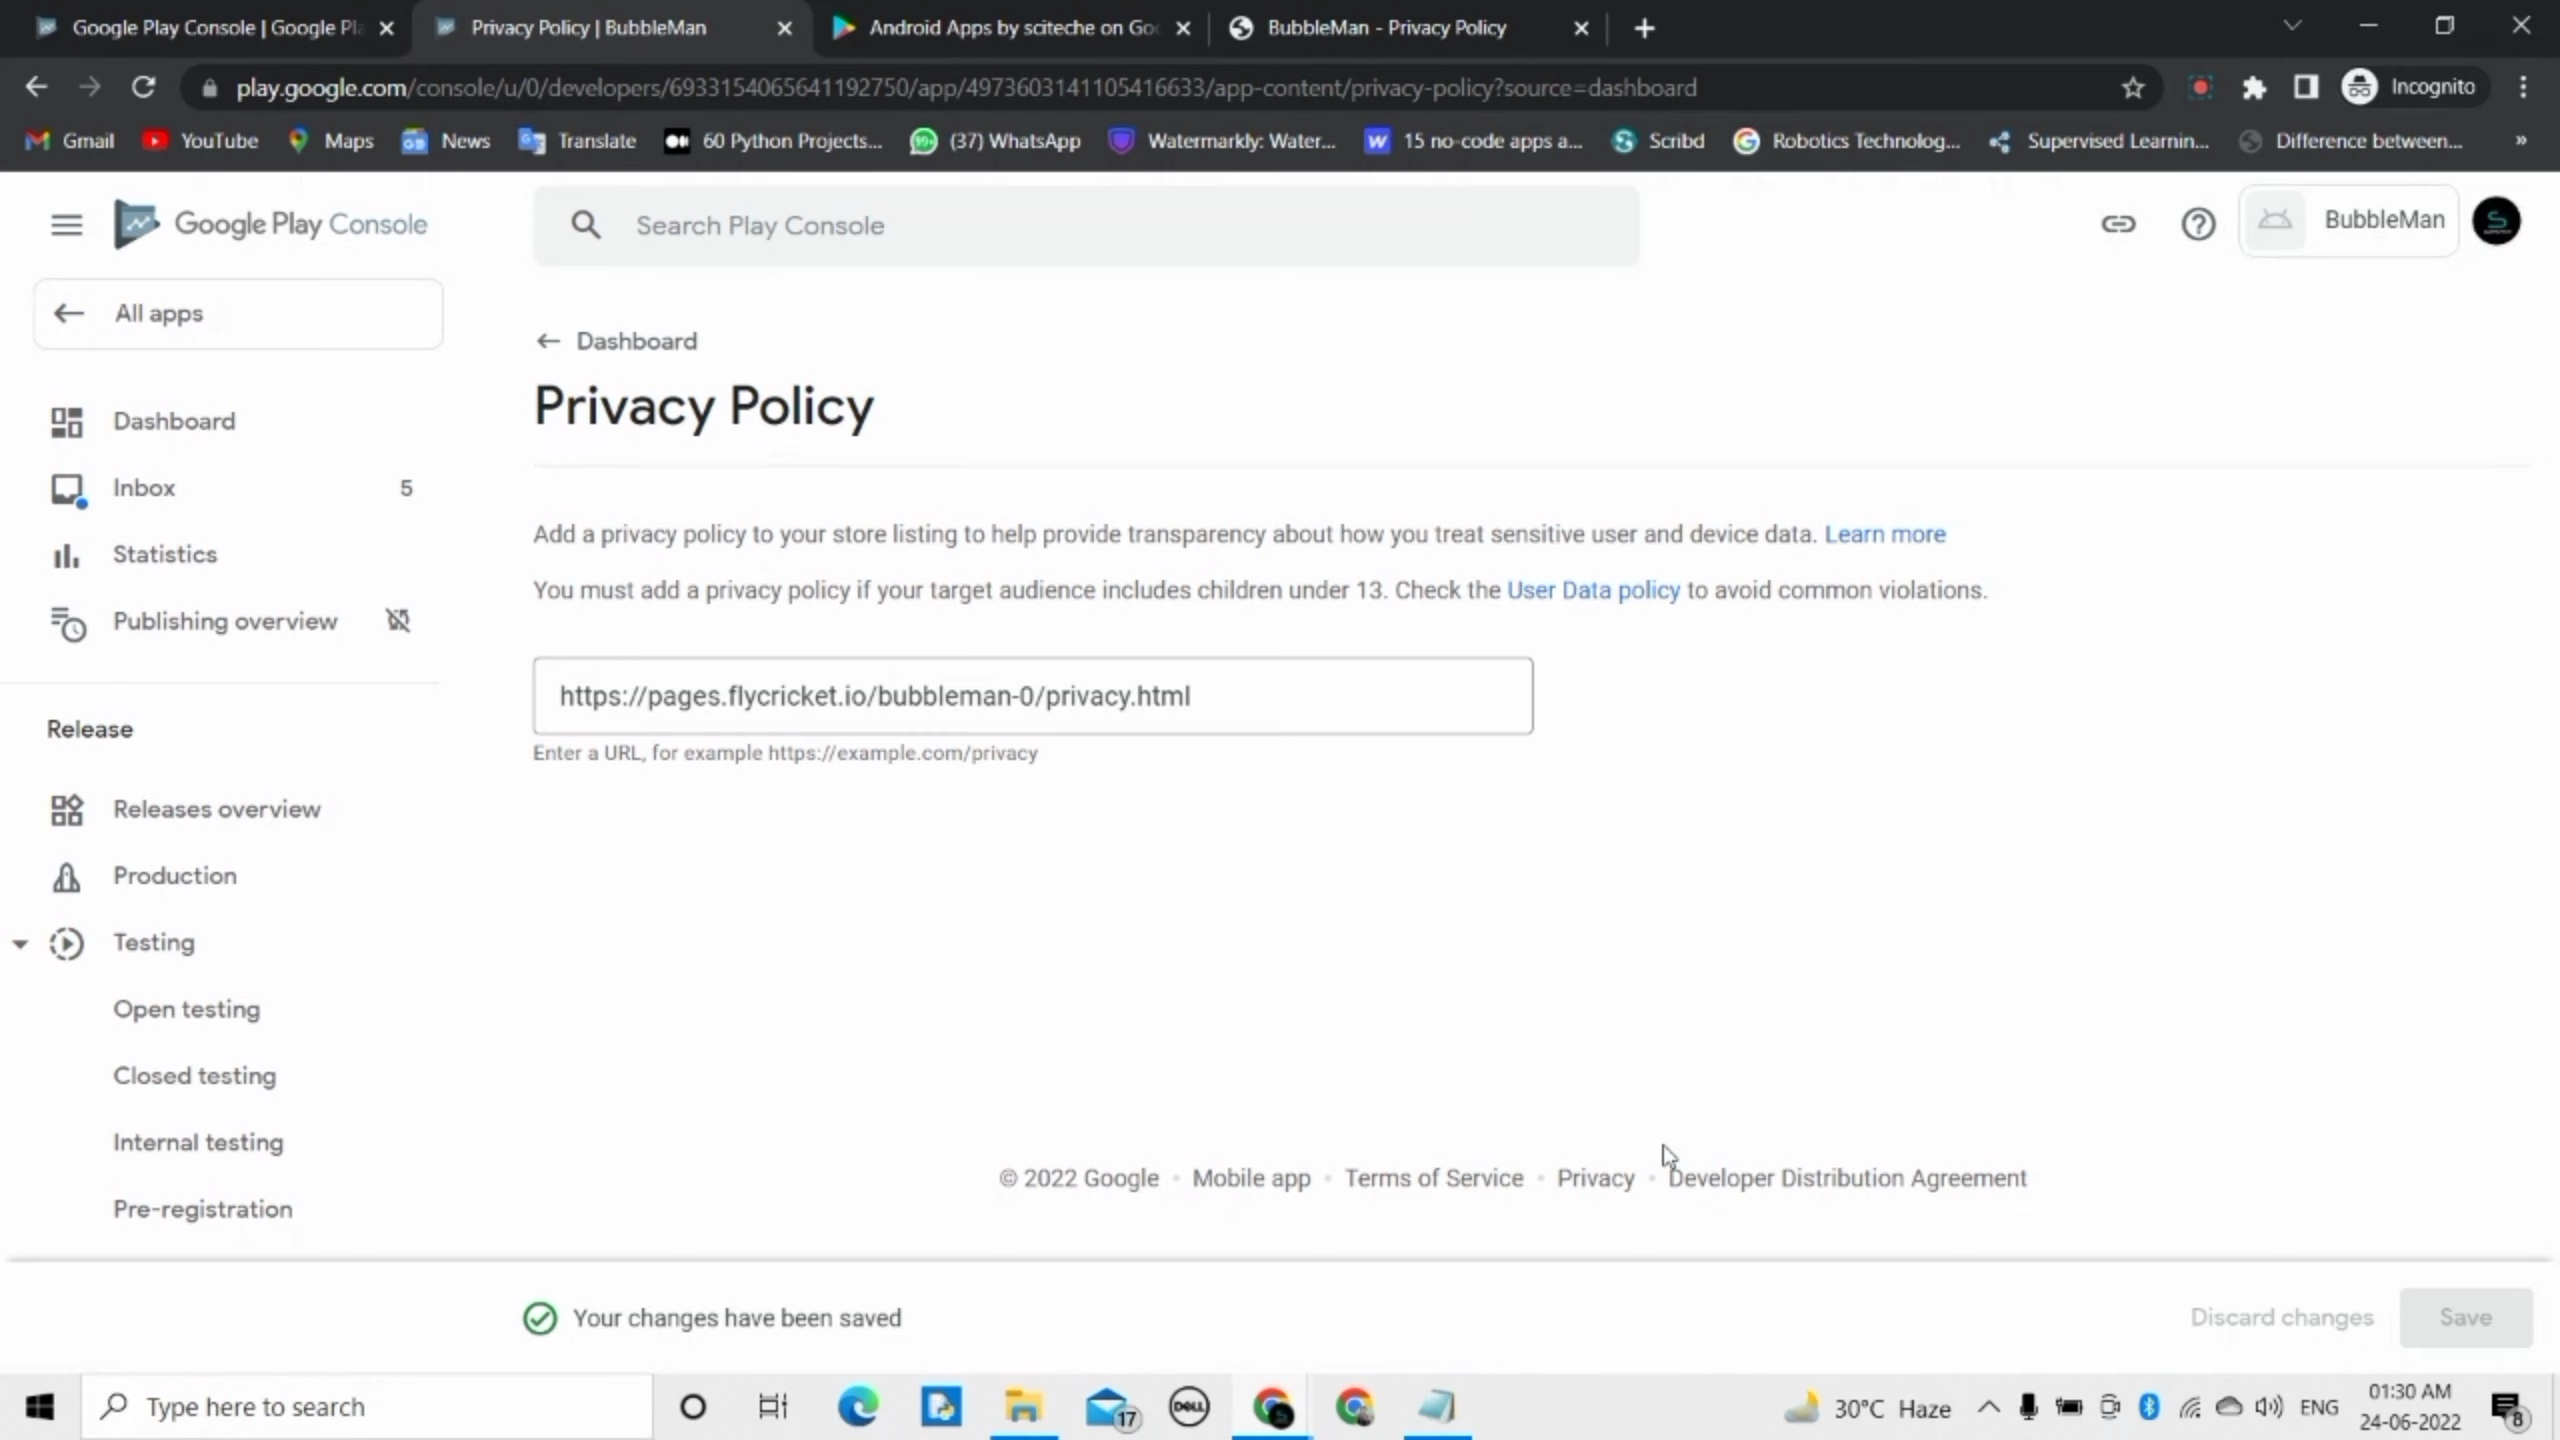 Google Play Console | Google Pla
Privacy Policy | BubbleMan
Android Apps by sciteche on Goo
BubbleMan - Privacy Policy
play.google.com/console/u/0/developers/6933154065641192750/app/4973603141105416633/app-content/privacy-policy?source=dashboard
Incognito
Gmail
YouTube
Maps
News
Translate
60 Python Projects...
(37) WhatsApp
Watermarkly: Water...
15 no-code apps a...
Scribd
Robotics Technolog...
Supervised Learnin...
Difference between...
»
Google Play Console
Search Play Console
BubbleMan
All apps
Dashboard
Privacy Policy
Dashboard
Inbox 5
Statistics
Publishing overview
Add a privacy policy to your store listing to help provide transparency about how you treat sensitive user and device data. Learn more
You must add a privacy policy if your target audience includes children under 13. Check the User Data policy to avoid common violations.
https://pages.flycricket.io/bubbleman-0/privacy.html
Enter a URL, for example https://example.com/privacy
Release
Releases overview
Production
Testing
Open testing
Closed testing
Internal testing
Pre-registration
© 2022 Google • Mobile app • Terms of Service • Privacy • Developer Distribution Agreement
Your changes have been saved
Discard changes
Save
Type here to search
17
DELL
30°C Haze
ENG
01:30 AM
24-06-2022
8